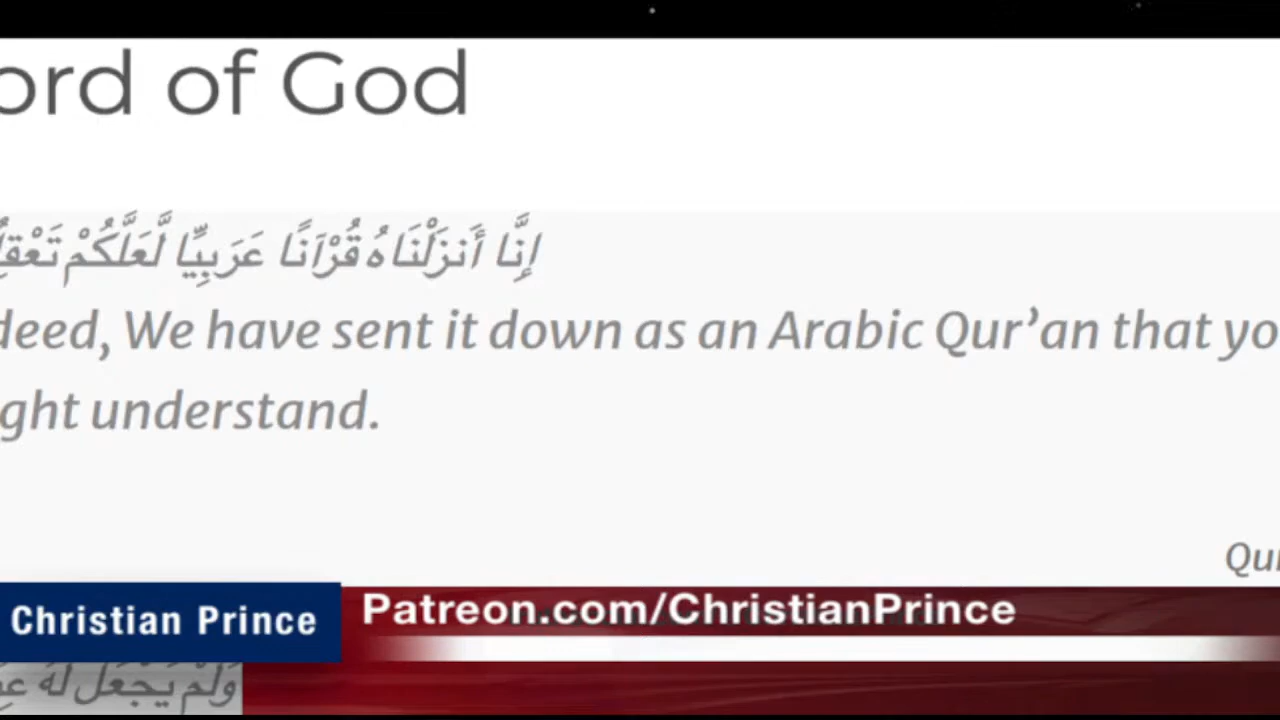 ord of God
إِنَّا أَنزَلْنَاهُ قُرْآنًا عَرَبِيًّا لَّعَلَّكُمْ
deed, We have sent it down as an Arabic Qur’an that yo
ght understand.
Qur
Christian Prince
Patreon.com/ChristianPrince
وَلَمْ يَجْعَل لَّهُ